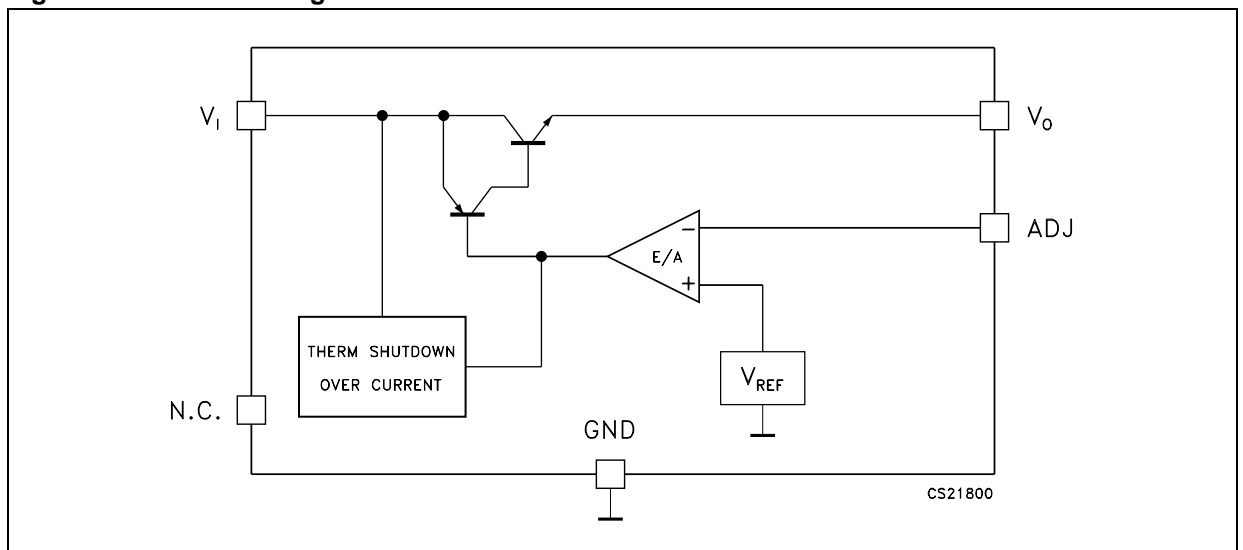 V_I
V_O
ADJ
−
E/A
+
THERM SHUTDOWN
OVER CURRENT
V_REF
N.C.
GND
CS21800